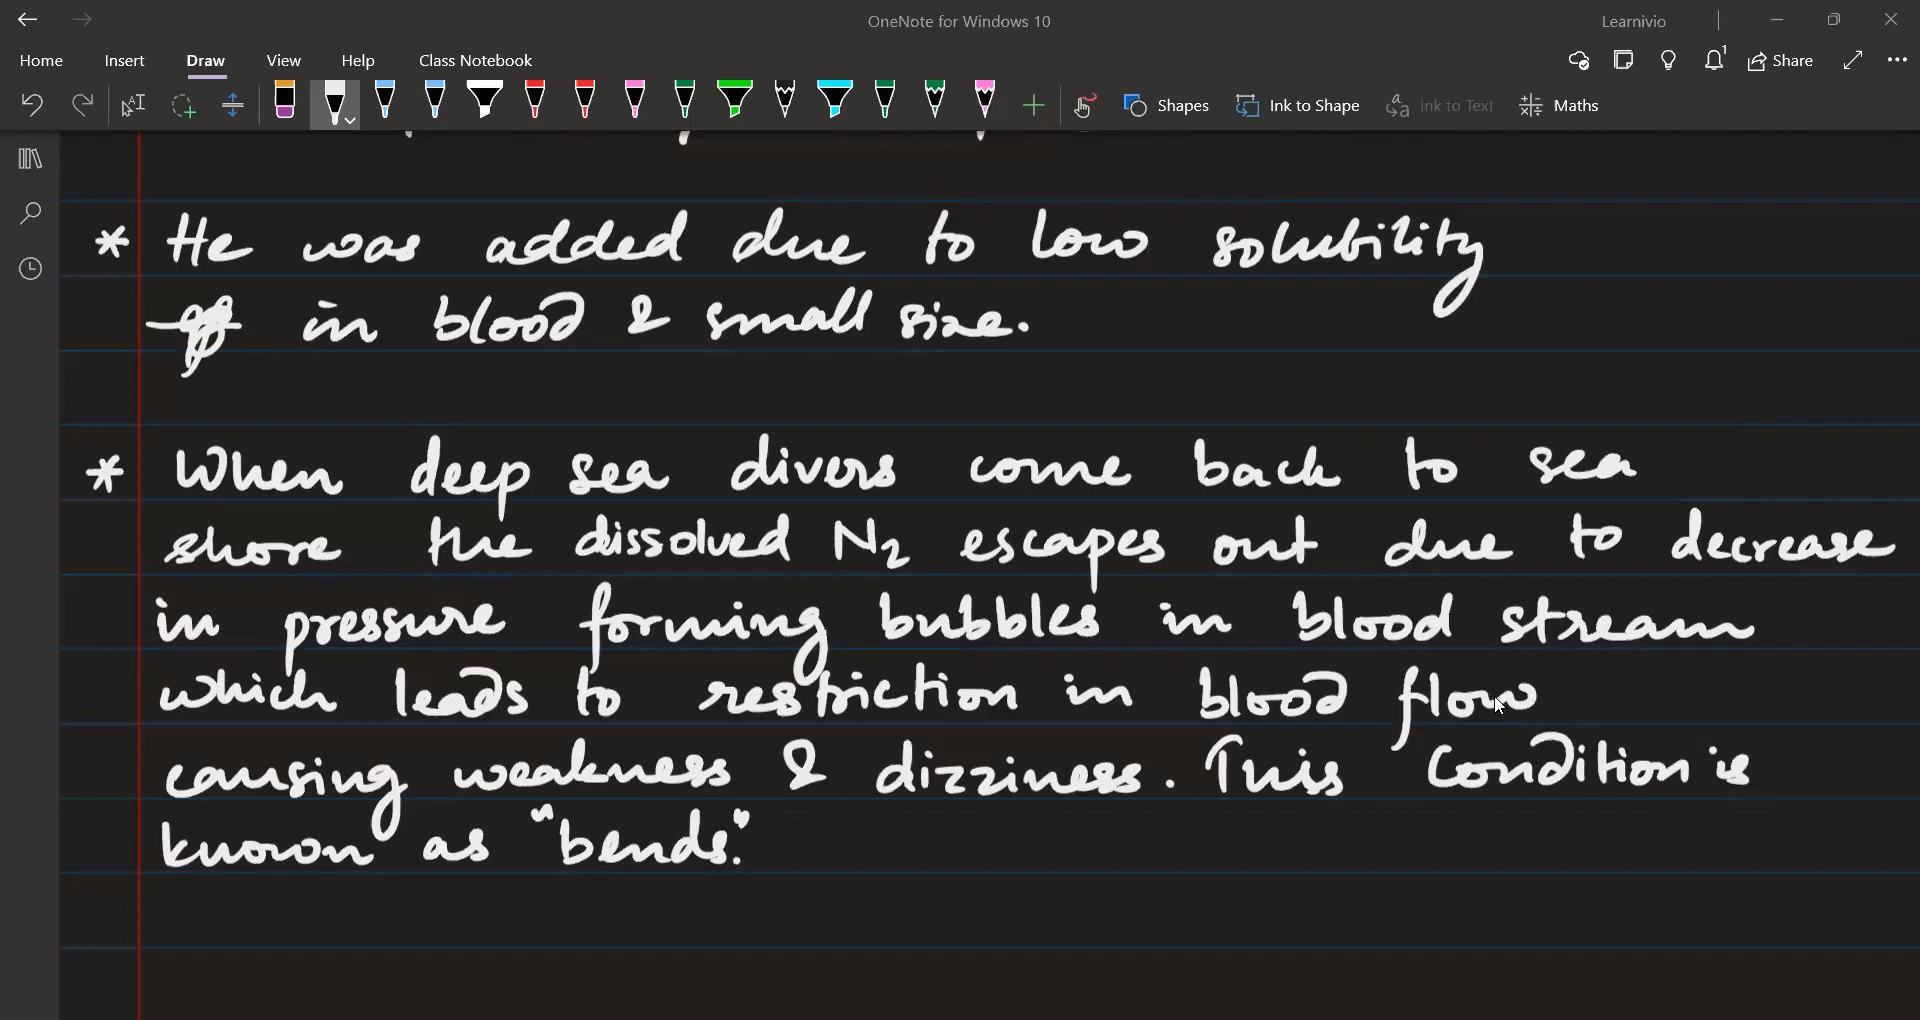 OneNote for Windows 10
Learnivio
Home Insert Draw View Help Class Notebook
1 Share
Shapes Ink to Shape Ink to Text Maths
* He was added due to low solubility
of in blood & small size.
* When deep sea divers come back to sea
shore the dissolved N2 escapes out due to decrease
in pressure forming bubbles in blood stream
which leads to restriction in blood flow
causing weakness & dizziness. This Condition is
known as "bends."